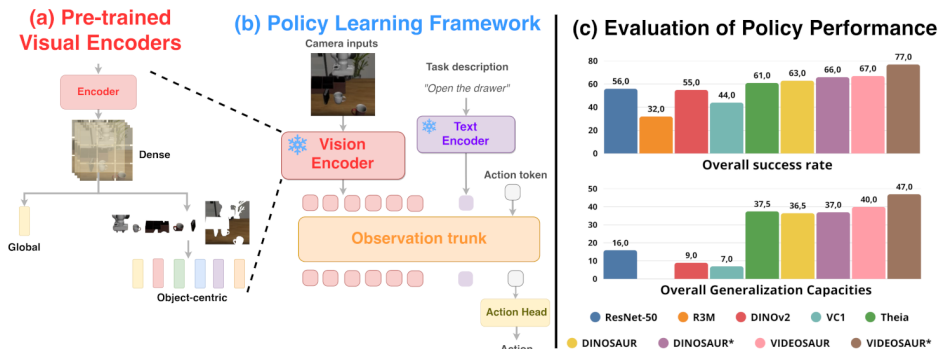 (a) Pre-trained
Visual Encoders
Encoder
Dense
Global
Object-centric
(b) Policy Learning Framework
Camera inputs
Task description
"Open the drawer"
Vision
Encoder
Text
Encoder
Action token
Observation trunk
Action Head
Action
(c) Evaluation of Policy Performance
80
60
40
20
0
56,0
32,0
55,0
44,0
61,0
63,0
66,0
67,0
77,0
Overall success rate
50
40
30
20
10
0
16,0
9,0
7,0
37,5
36,5
37,0
40,0
47,0
Overall Generalization Capacities
ResNet-50 R3M DINOv2 VC1 Theia
DINOSAUR DINOSAUR* VIDEOSAUR VIDEOSAUR*